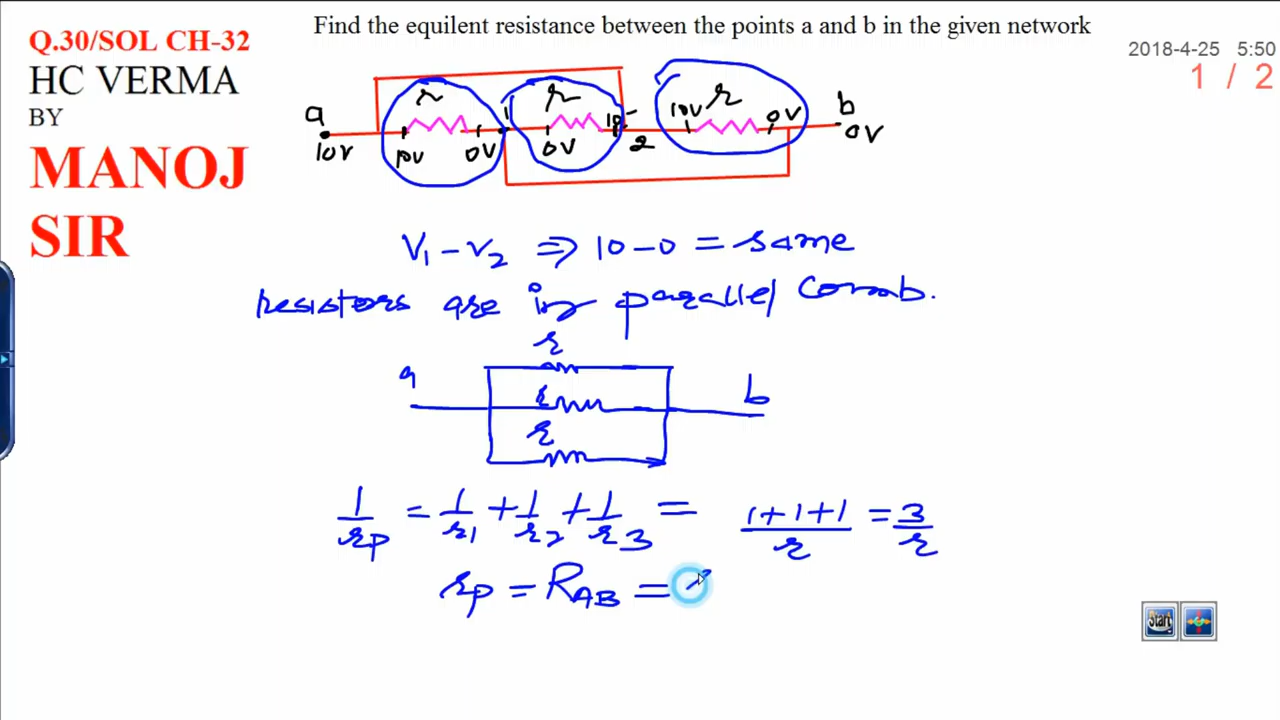 Find the equilent resistance between the points a and b in the given network
Q.30/SOL CH-32
HC VERMA
BY
MANOJ
SIR
2018-4-25 5:50
1 / 2
a r r 10V r 0V b
10V 10V 0V 1 0V 2 0V
V1 - V2 ⇒ 10 - 0 = same
resistors are in parallel Comb.
r
a r b
r
1/rp = 1/r1 + 1/r2 + 1/r3 = 1+1+1/r = 3/r
rp = RAB =
Start